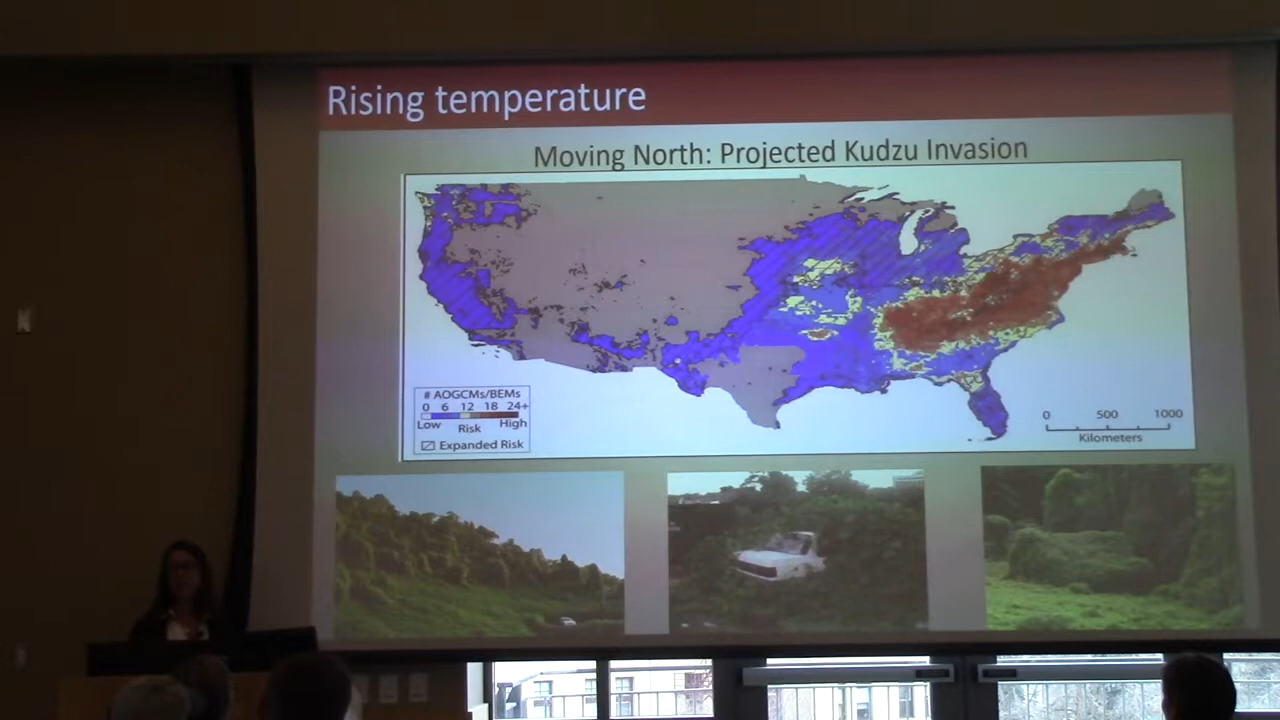 Rising temperature
Moving North: Projected Kudzu Invasion
# AOGCMs/BEMs
0 6 12 18 24+
Low Risk High
Expanded Risk
0 500 1000
Kilometers